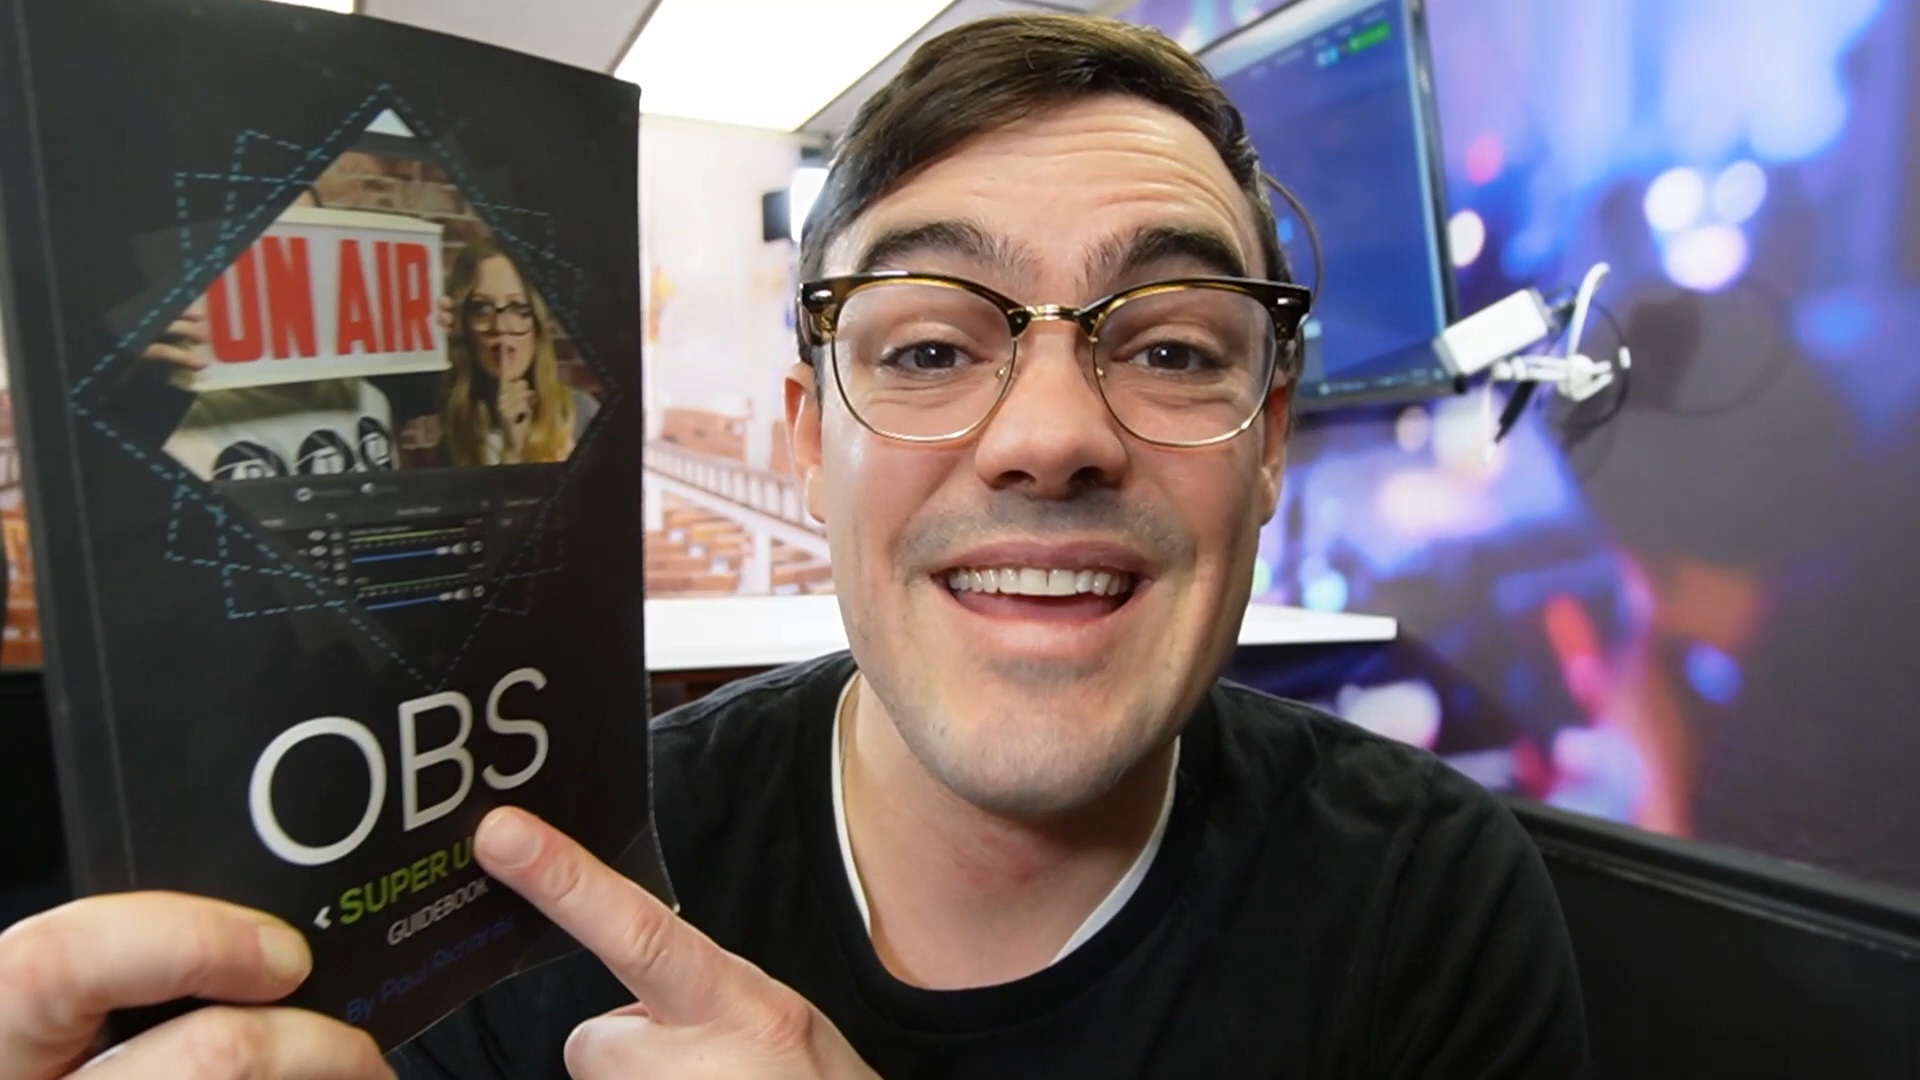 ON AIR
OBS
< SUPER U
GUIDEBOOK
By Paul Richards